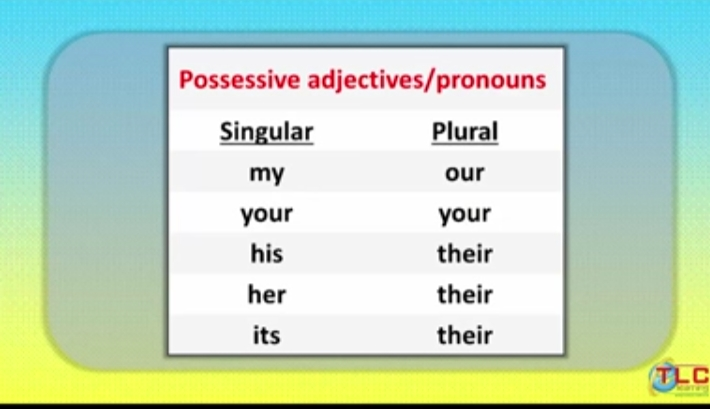 Possessive adjectives/pronouns
Singular Plural
my our
your your
his their
her their
its their
TLC